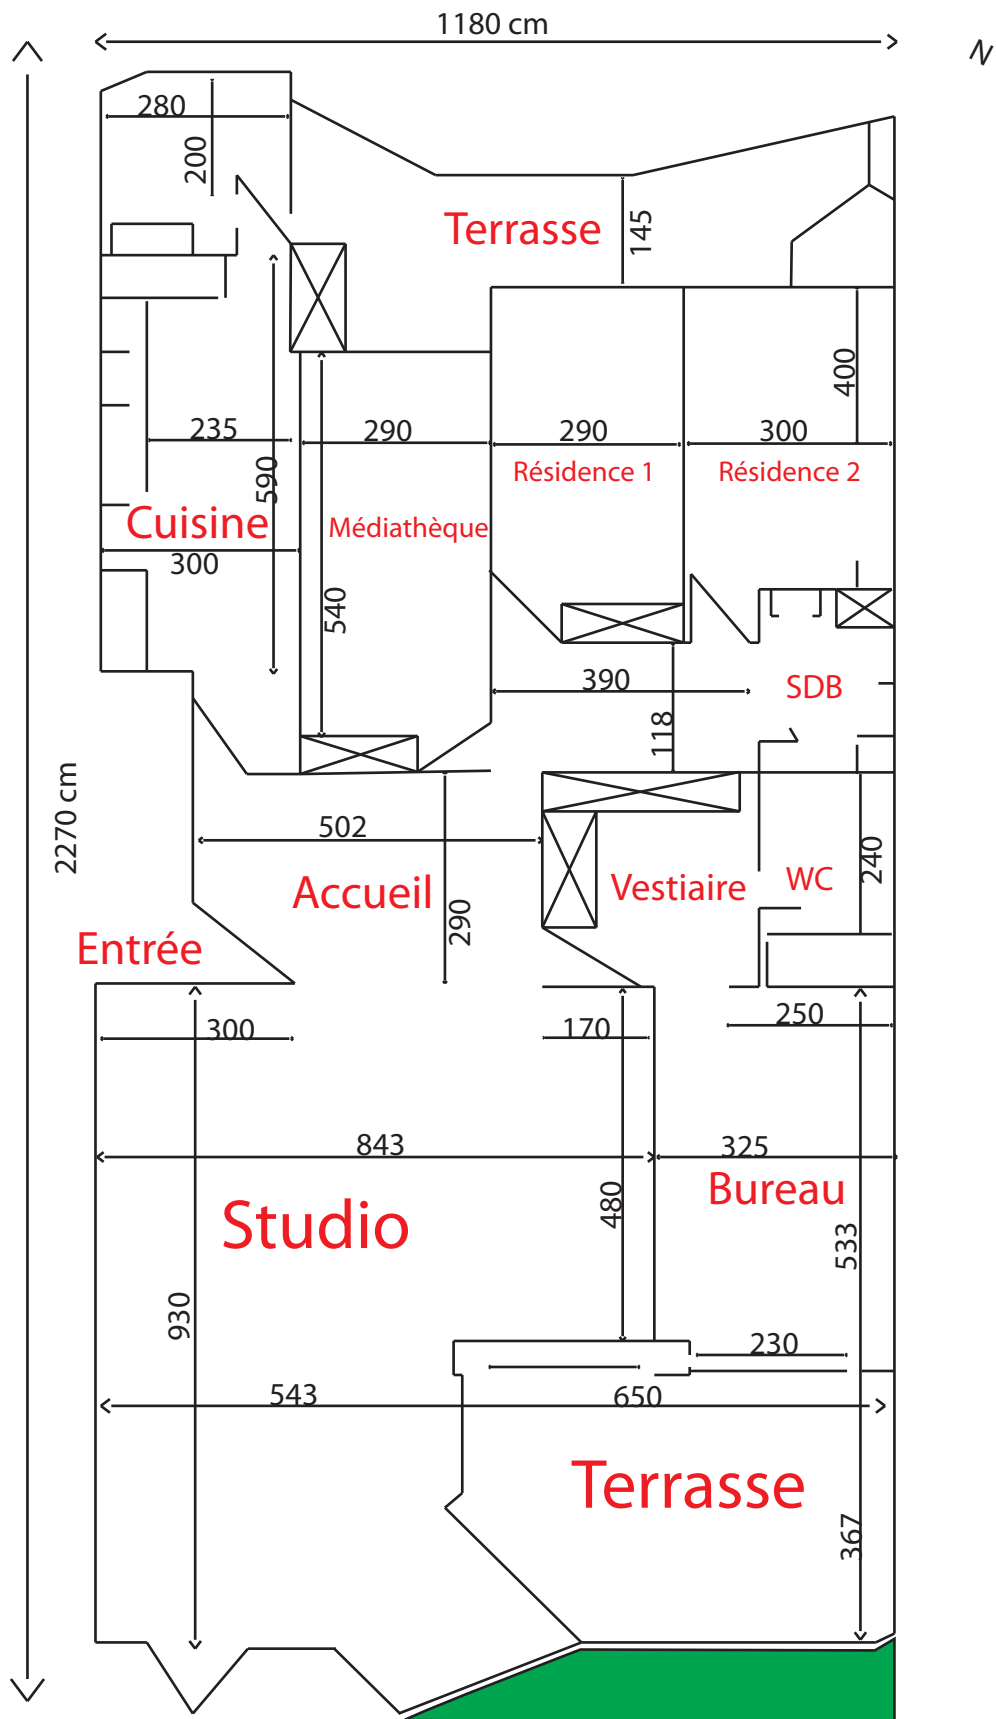 1180 cm
N
280
200
Terrasse
145
400
235
290
290
300
590
Résidence 1
Résidence 2
Cuisine
Médiathèque
300
540
390
SDB
118
2270 cm
502
240
Accueil
Vestiaire
WC
290
Entrée
300
170
250
843
325
Bureau
480
Studio
533
930
230
543
650
Terrasse
367